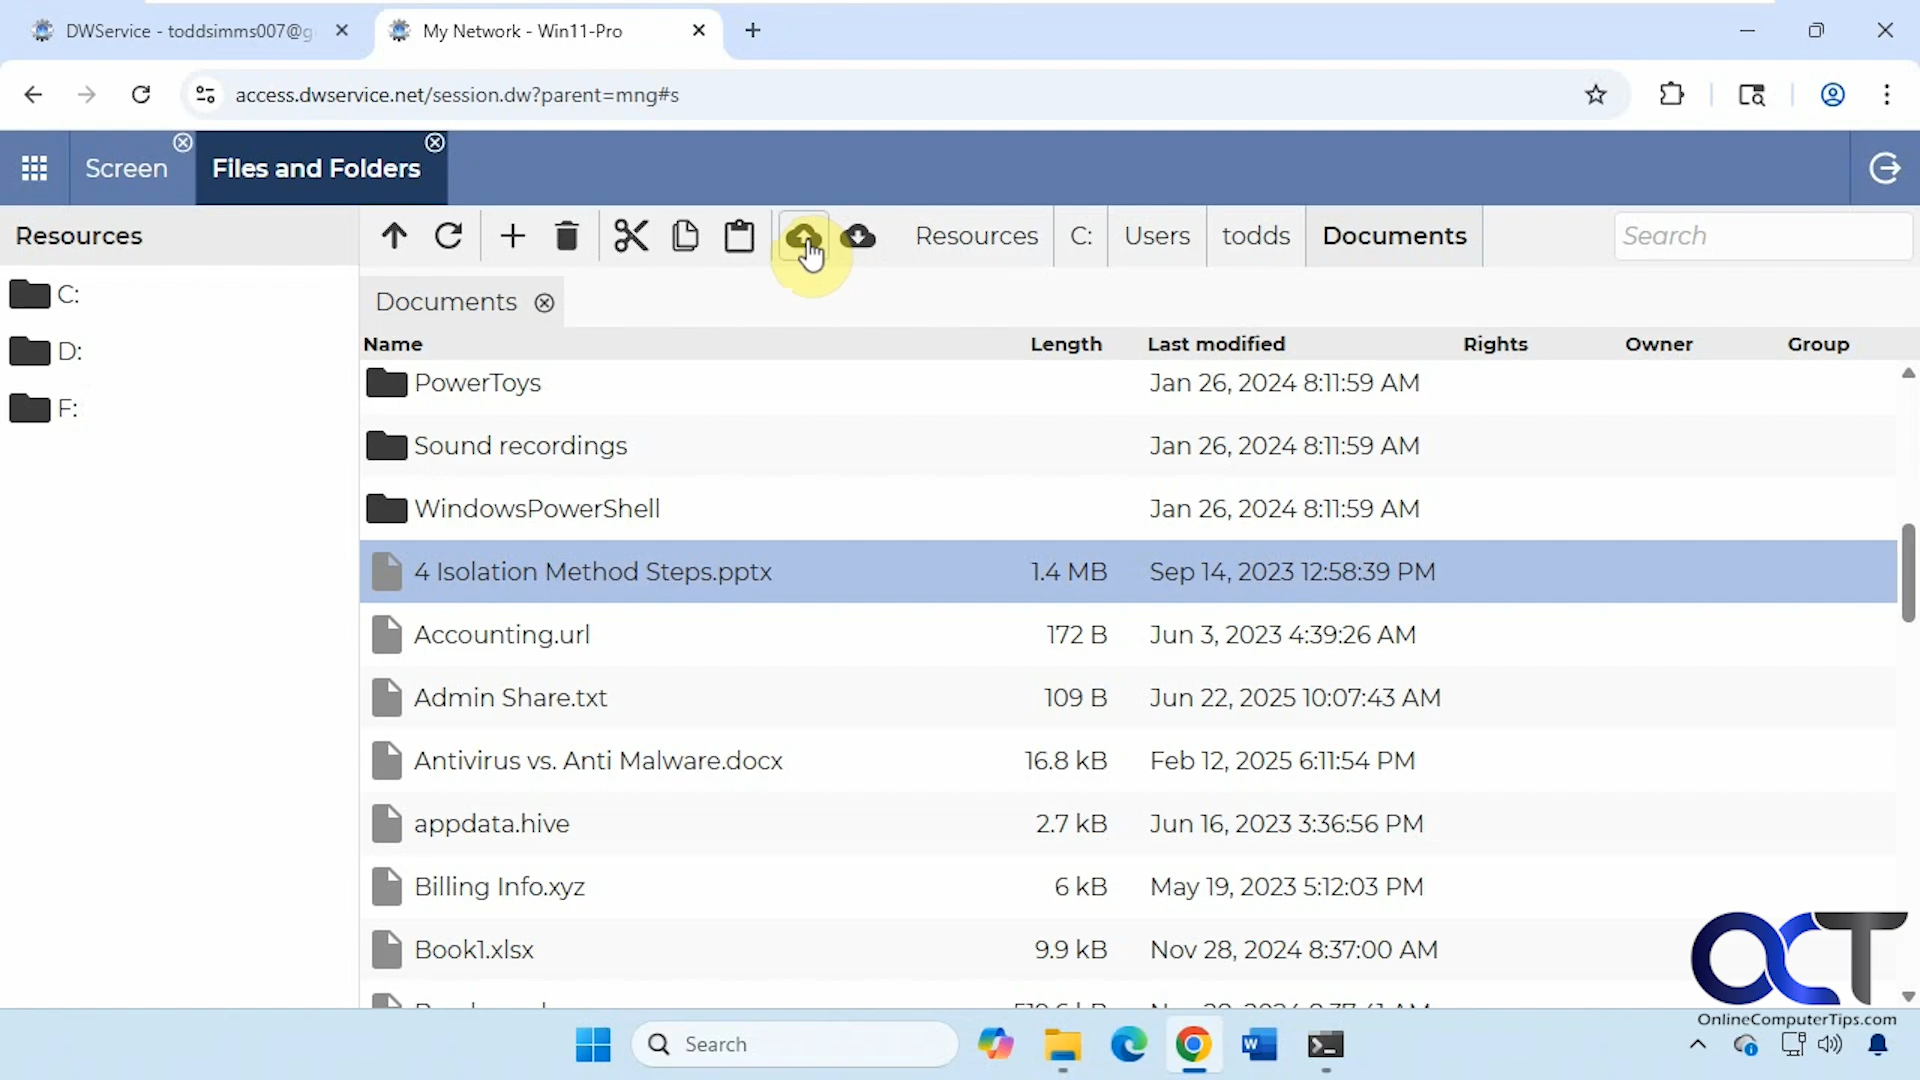 DWService - toddsimms007@g
My Network - Win11-Pro
access.dwservice.net/session.dw?parent=mng#s
Screen
Files and Folders
Resources
Resources C: Users todds Documents
Search
C:
D:
F:
Documents
Name Length Last modified Rights Owner Group
PowerToys Jan 26, 2024 8:11:59 AM
Sound recordings Jan 26, 2024 8:11:59 AM
WindowsPowerShell Jan 26, 2024 8:11:59 AM
4 Isolation Method Steps.pptx 1.4 MB Sep 14, 2023 12:58:39 PM
Accounting.url 172 B Jun 3, 2023 4:39:26 AM
Admin Share.txt 109 B Jun 22, 2025 10:07:43 AM
Antivirus vs. Anti Malware.docx 16.8 kB Feb 12, 2025 6:11:54 PM
appdata.hive 2.7 kB Jun 16, 2023 3:36:56 PM
Billing Info.xyz 6 kB May 19, 2023 5:12:03 PM
Book1.xlsx 9.9 kB Nov 28, 2024 8:37:00 AM
OCT
OnlineComputerTips.com
Search